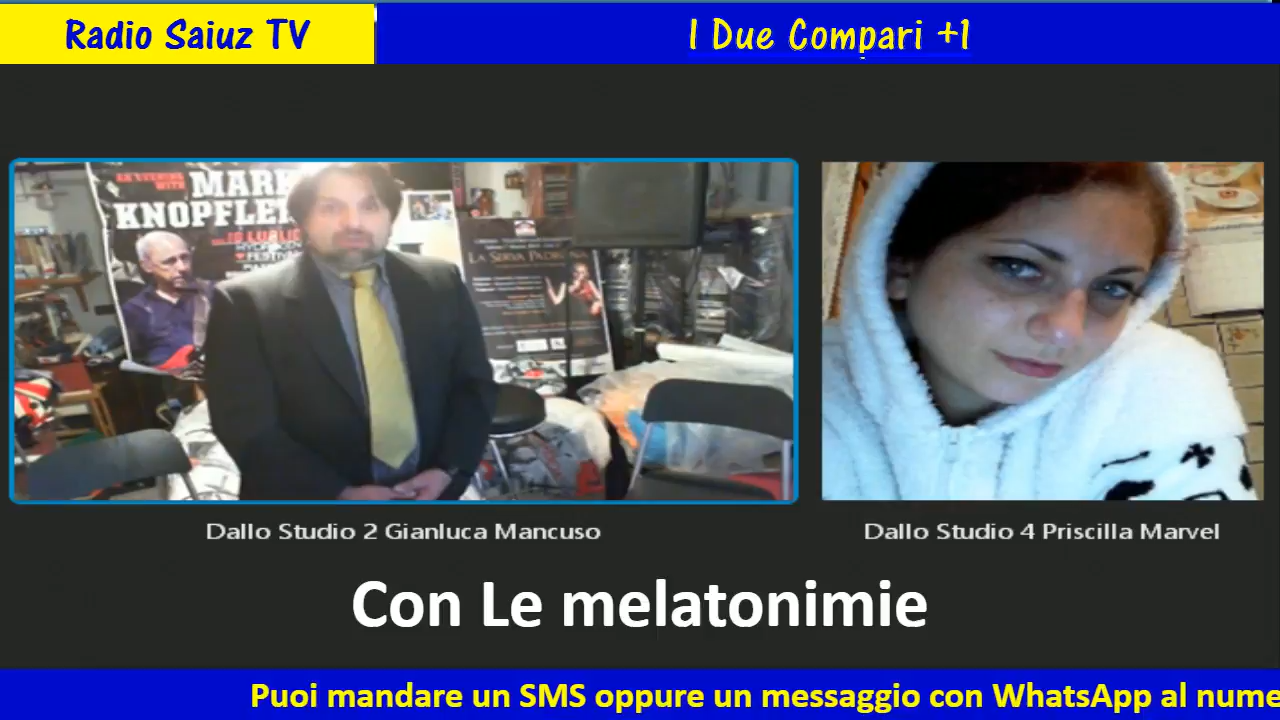 Radio Saiuz TV
I Due Compari +1
MARK
KNOPFLER
LA SERVA PADRONA
Dallo Studio 2 Gianluca Mancuso
Dallo Studio 4 Priscilla Marvel
Con Le melatonimie
Puoi mandare un SMS oppure un messaggio con WhatsApp al nume